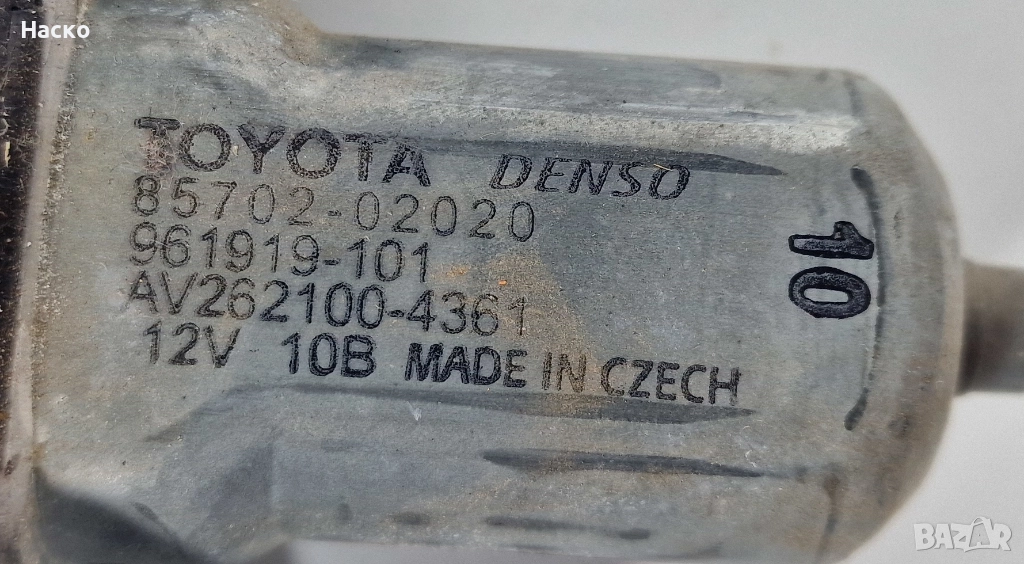 Наско
TOYOTA DENSO
85702-02020
961919-101
AV262100-4361
12V 10B MADE IN CZECH
10
BAZAR